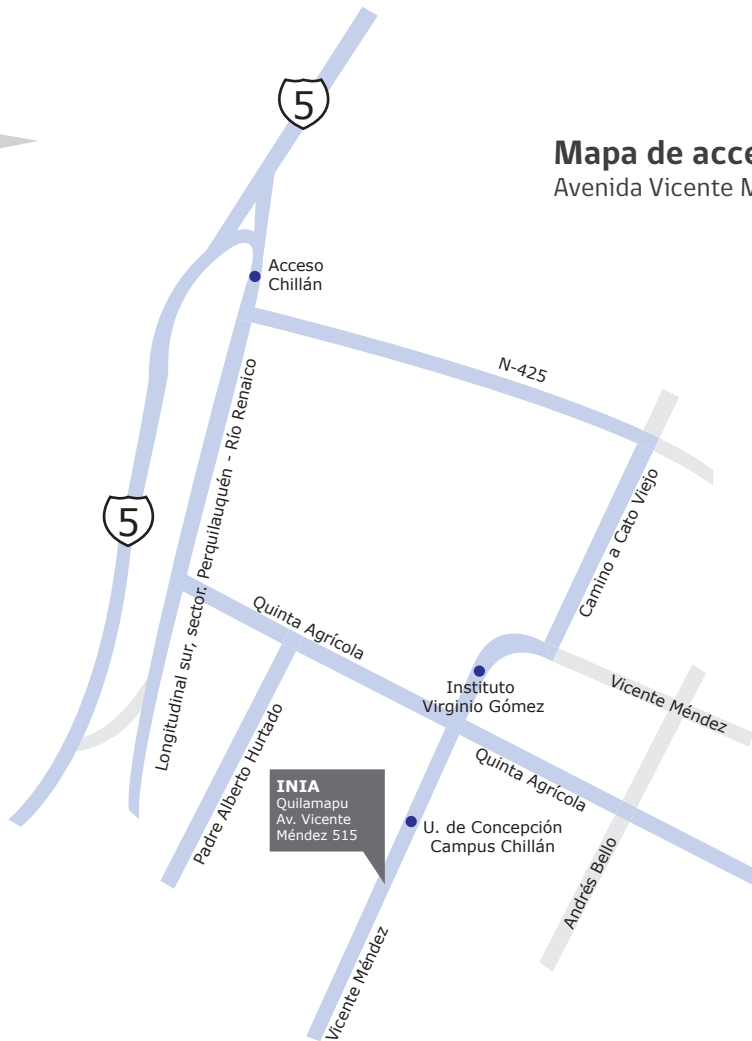 5
Mapa de acce
Avenida Vicente M
Acceso
Chillán
N-425
Longitudinal sur, sector. Perquilauquén - Río Renaico
Camino a Cato Viejo
5
Quinta Agrícola
Instituto
Virginio Gómez
Vicente Méndez
Padre Alberto Hurtado
Quinta Agrícola
INIA
Quilamapu
Av. Vicente
Méndez 515
U. de Concepción
Campus Chillán
Andrés Bello
Vicente Méndez